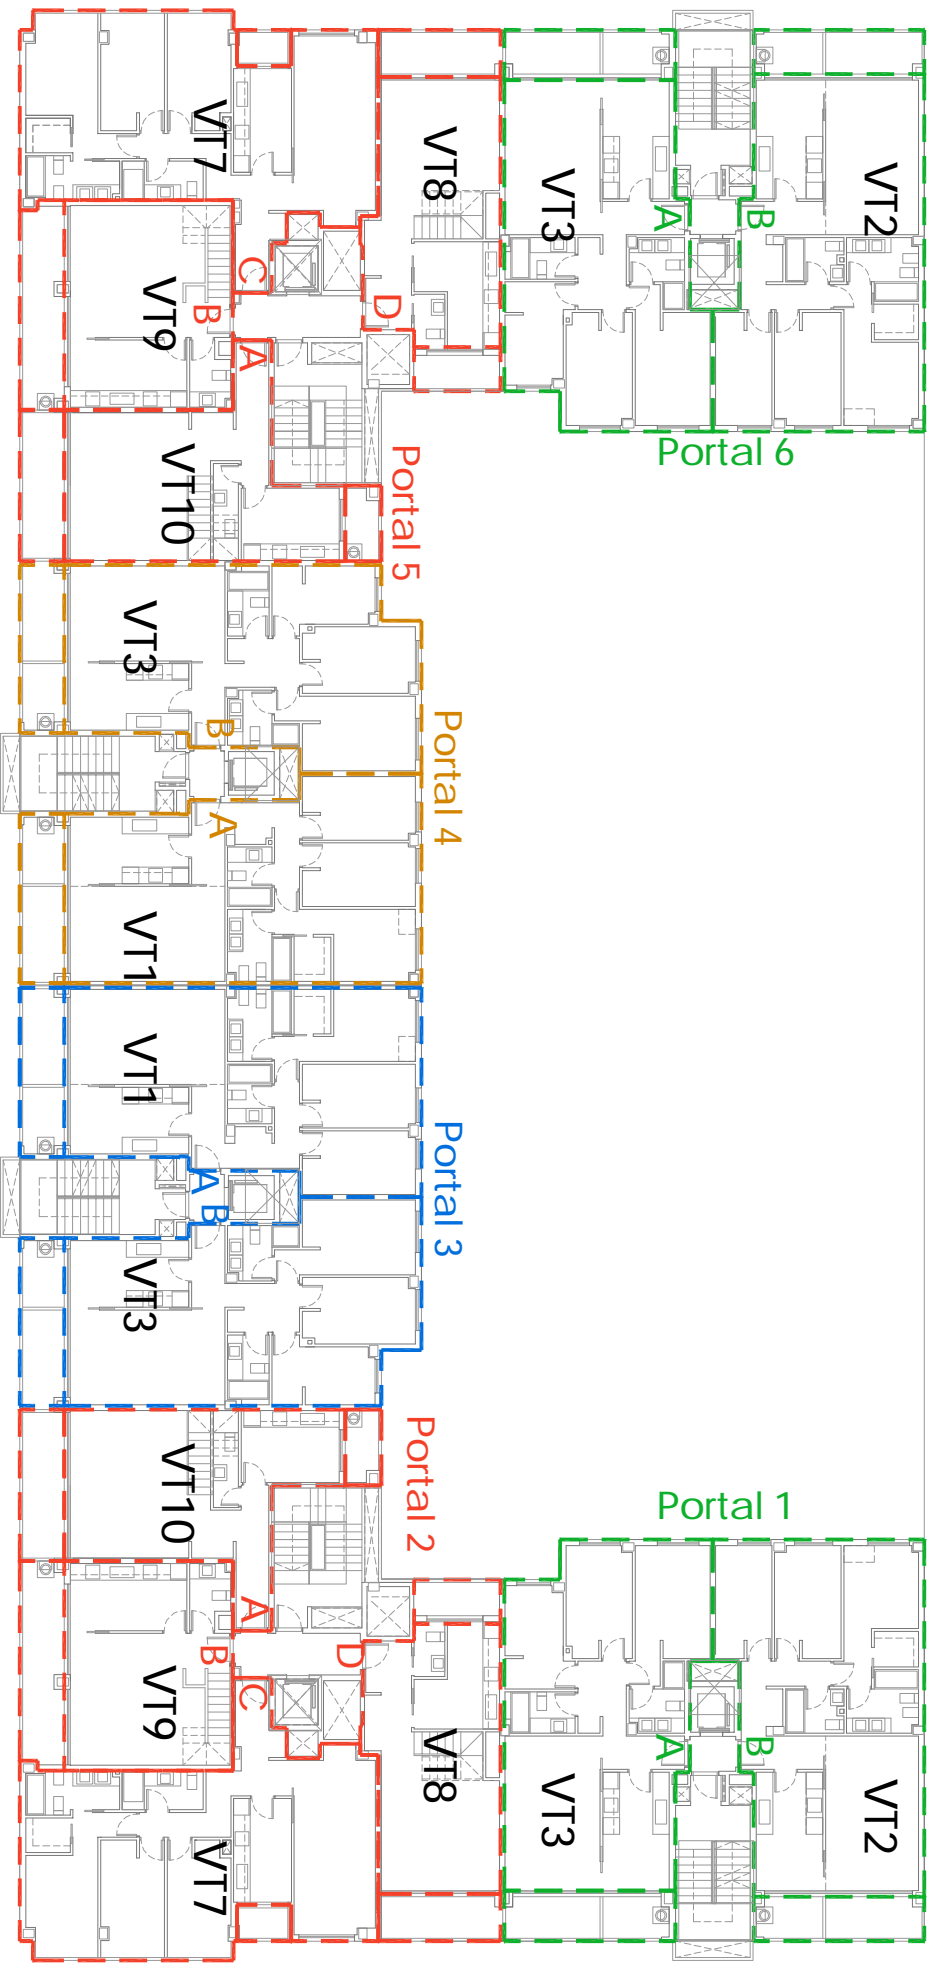 VT7
VT8
VT3
VT2
A
B
C
D
VT9
B
A
Portal 6
VT10
Portal 5
VT3
B
Portal 4
A
VT1
VT1
Portal 3
A
B
VT3
Portal 2
VT10
Portal 1
A
B
D
C
VT9
A
B
VT8
VT3
VT2
VT7